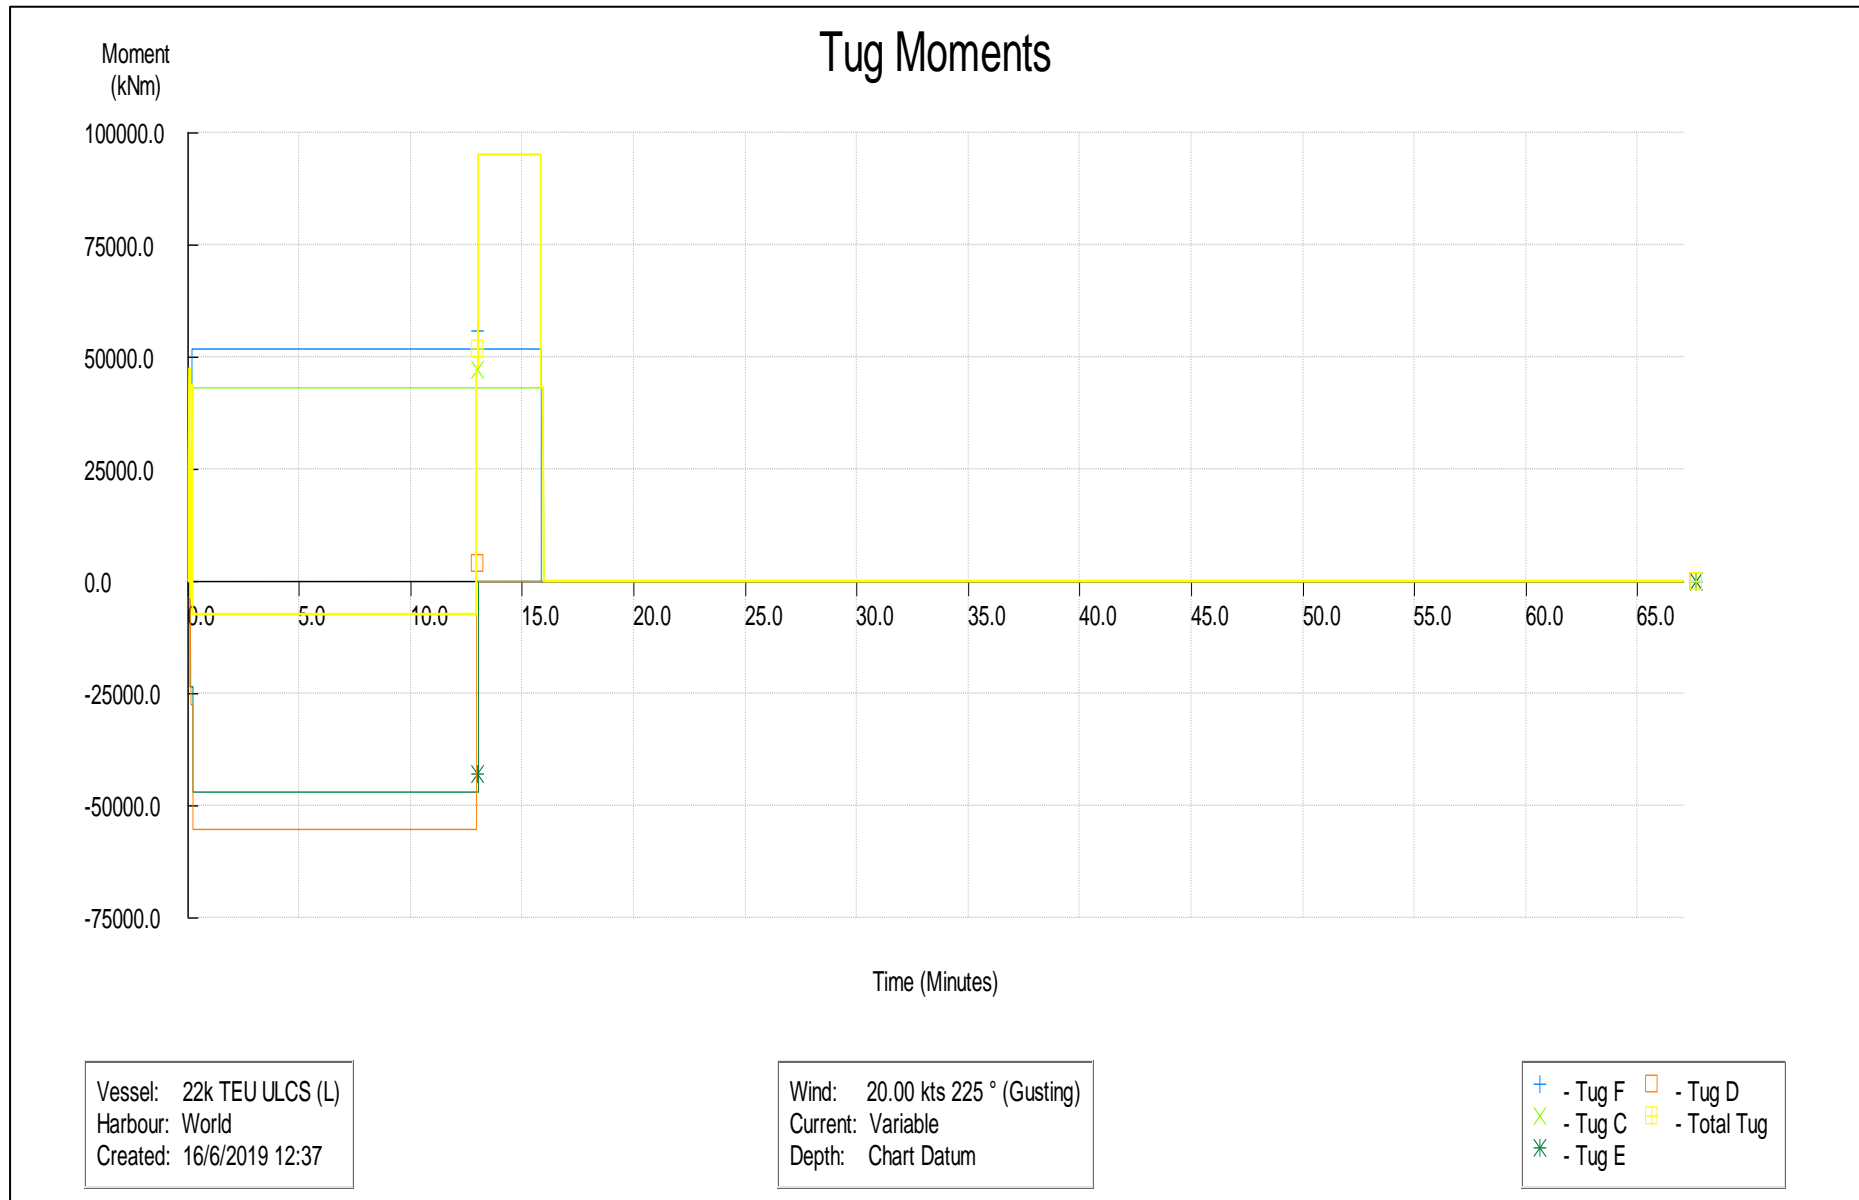 Tug Moments
Moment
(kNm)
100000.0
75000.0
50000.0
25000.0
0.0
-25000.0
-50000.0
-75000.0
0.0 5.0 10.0 15.0 20.0 25.0 30.0 35.0 40.0 45.0 50.0 55.0 60.0 65.0
Time (Minutes)
Vessel: 22k TEU ULCS (L)
Harbour: World
Created: 16/6/2019 12:37
Wind: 20.00 kts 225 ° (Gusting)
Current: Variable
Depth: Chart Datum
- Tug F - Tug D
- Tug C - Total Tug
- Tug E